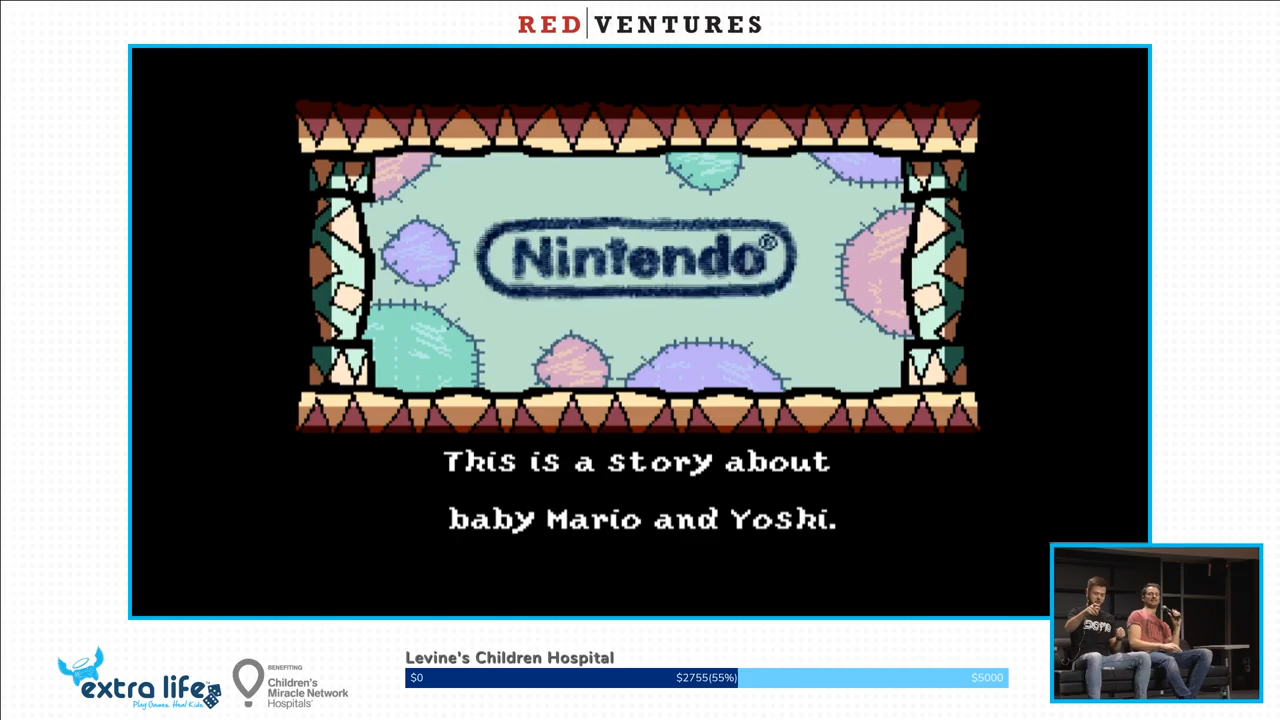 RED VENTURES
Nintendo®
This is a story about
baby Mario and Yoshi.
Levine's Children Hospital
$0 $2755(55%) $5000
extra life
Play Games. Heal Kids.
BENEFITING
Children's
Miracle Network
Hospitals